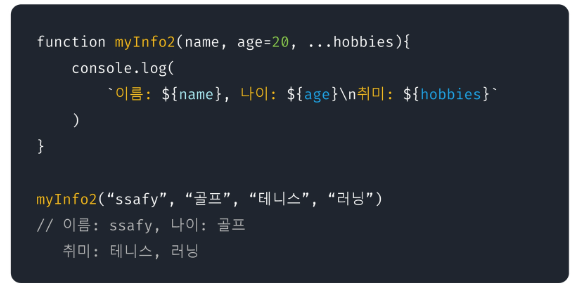 function myInfo2(name, age=20, ...hobbies){
    console.log(
        `이름: ${name}, 나이: ${age}\n취미: ${hobbies}`
    )
}

myInfo2(“ssafy”, “골프”, “테니스”, “러닝”)
// 이름: ssafy, 나이: 골프
   취미: 테니스, 러닝